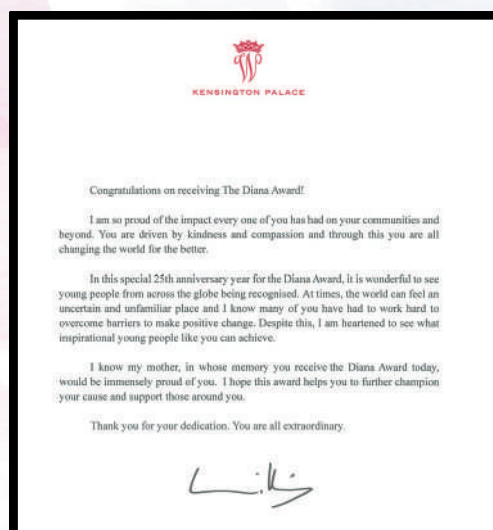 KENSINGTON PALACE
Congratulations on receiving The Diana Award!
I am so proud of the impact every one of you has had on your communities and
beyond. You are driven by kindness and compassion and through this you are all
changing the world for the better.
In this special 25th anniversary year for the Diana Award, it is wonderful to see
young people from across the globe being recognised. At times, the world can feel an
uncertain and unfamiliar place and I know many of you have had to work hard to
overcome barriers to make positive change. Despite this, I am heartened to see what
inspirational young people like you can achieve.
I know my mother, in whose memory you receive the Diana Award today,
would be immensely proud of you. I hope this award helps you to further champion
your cause and support those around you.
Thank you for your dedication. You are all extraordinary.